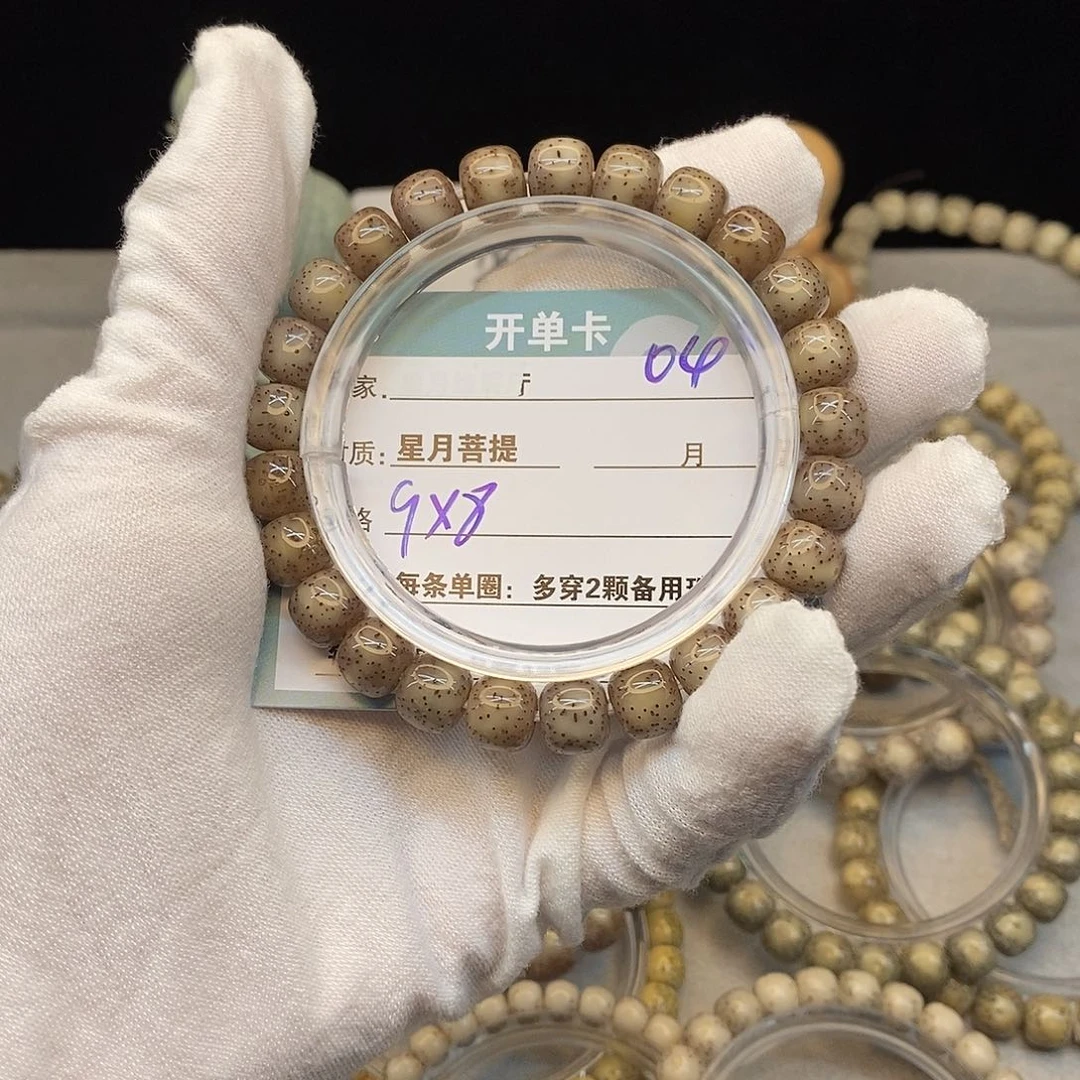 开单卡
04
家:
质: 星月菩提 月
格 9X8
每条单圈：多穿2颗备用